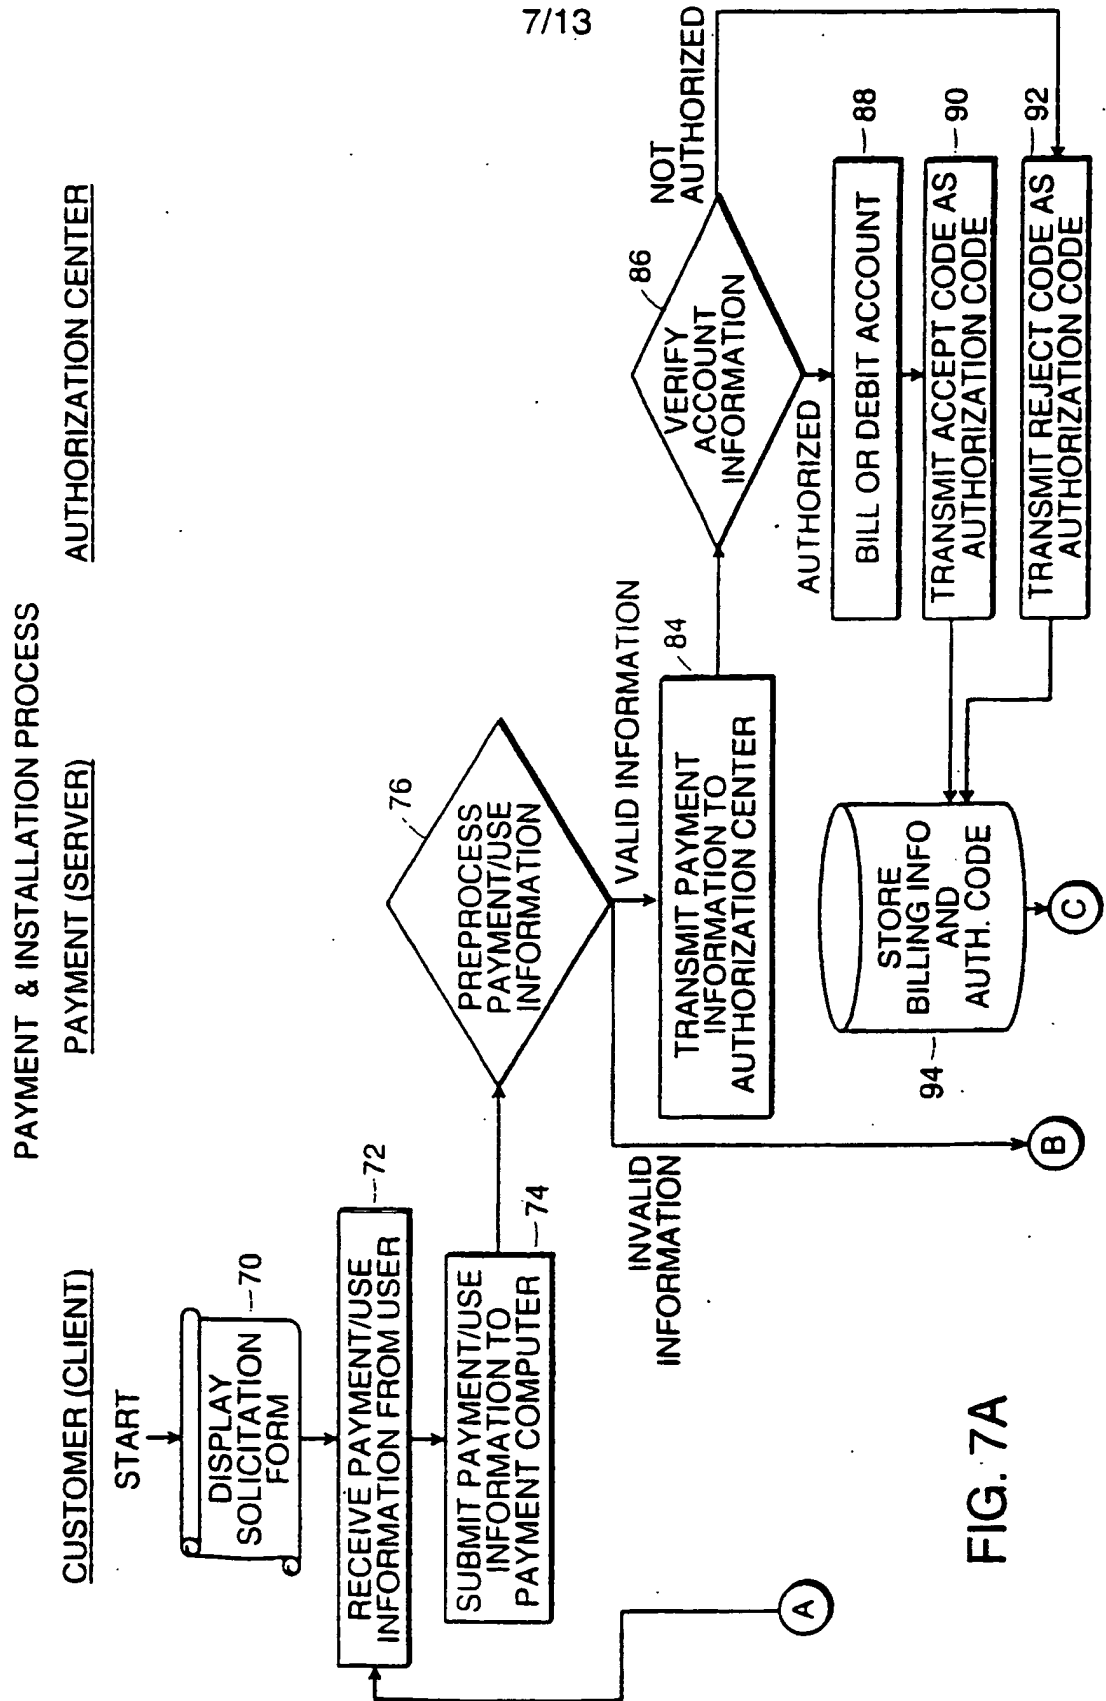 7/13
PAYMENT & INSTALLATION PROCESS
CUSTOMER (CLIENT)
PAYMENT (SERVER)
AUTHORIZATION CENTER
START
DISPLAY
SOLICITATION
FORM
70
RECEIVE PAYMENT/USE
INFORMATION FROM USER
72
SUBMIT PAYMENT/USE
INFORMATION TO
PAYMENT COMPUTER
74
A
PREPROCESS
PAYMENT/USE
INFORMATION
76
INVALID
INFORMATION
B
VALID INFORMATION
TRANSMIT PAYMENT
INFORMATION TO
AUTHORIZATION CENTER
84
VERIFY
ACCOUNT
INFORMATION
86
NOT
AUTHORIZED
AUTHORIZED
BILL OR DEBIT ACCOUNT
88
TRANSMIT ACCEPT CODE AS
AUTHORIZATION CODE
90
TRANSMIT REJECT CODE AS
AUTHORIZATION CODE
92
STORE
BILLING INFO
AND
AUTH. CODE
94
C
FIG. 7A